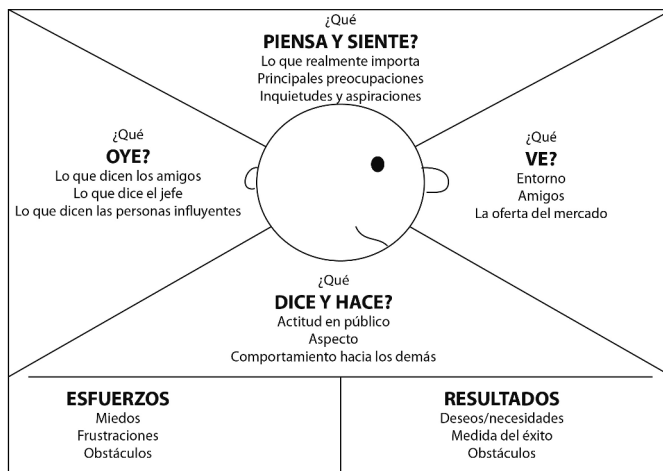 ¿Qué
PIENSA Y SIENTE?
Lo que realmente importa
Principales preocupaciones
Inquietudes y aspiraciones
¿Qué
OYE?
Lo que dicen los amigos
Lo que dice el jefe
Lo que dicen las personas influyentes
¿Qué
VE?
Entorno
Amigos
La oferta del mercado
¿Qué
DICE Y HACE?
Actitud en público
Aspecto
Comportamiento hacia los demás
ESFUERZOS
Miedos
Frustraciones
Obstáculos
RESULTADOS
Deseos/necesidades
Medida del éxito
Obstáculos